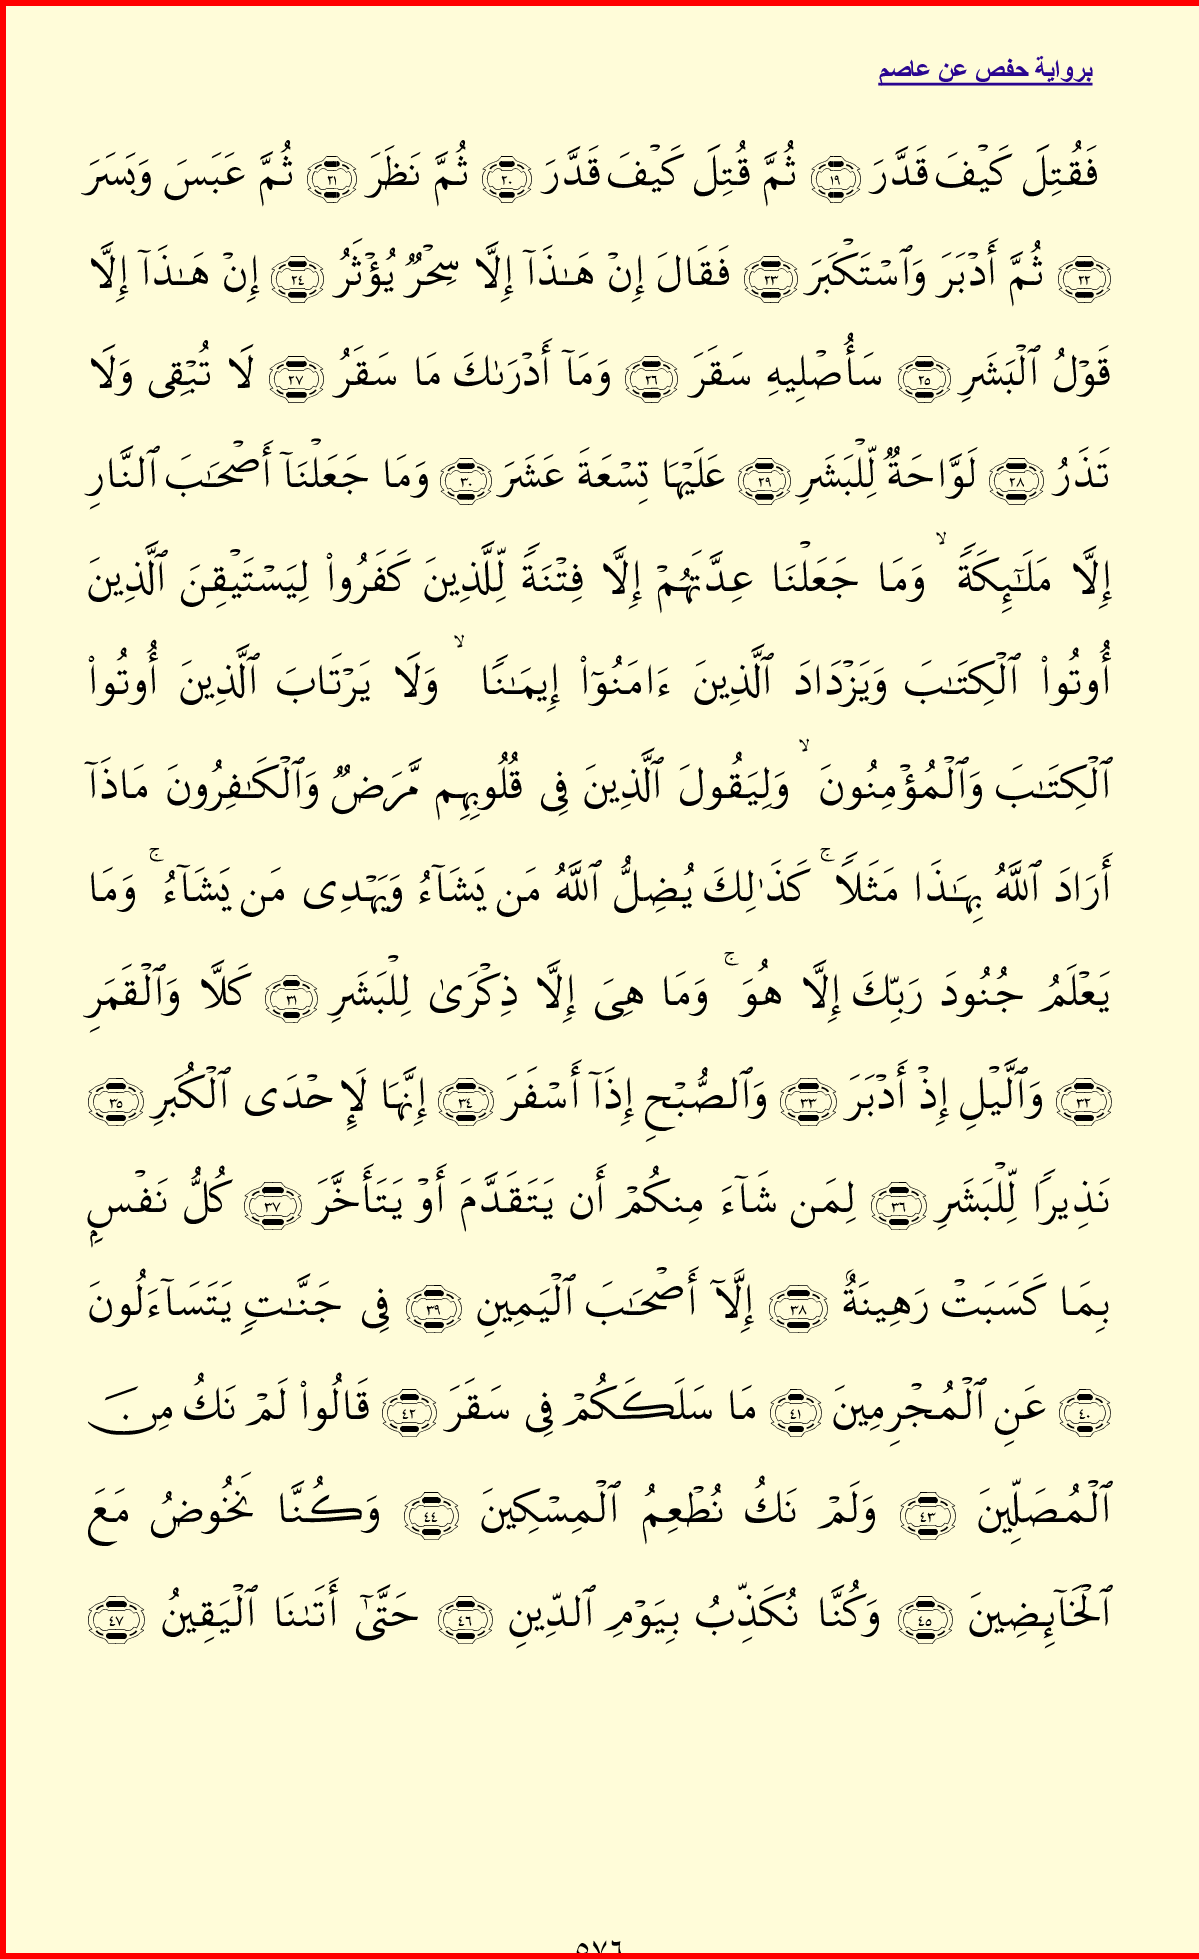 برواية حفص عن عاصم
فَقُتِلَ كَيْفَ قَدَّرَ ١٩ ثُمَّ قُتِلَ كَيْفَ قَدَّرَ ٢٠ ثُمَّ نَظَرَ ٢١ ثُمَّ عَبَسَ وَبَسَرَ
٢٢ ثُمَّ أَدْبَرَ وَٱسْتَكْبَرَ ٢٣ فَقَالَ إِنْ هَـٰذَآ إِلَّا سِحْرٌ يُؤْثَرُ ٢٤ إِنْ هَـٰذَآ إِلَّا
قَوْلُ ٱلْبَشَرِ ٢٥ سَأُصْلِيهِ سَقَرَ ٢٦ وَمَآ أَدْرَىٰكَ مَا سَقَرُ ٢٧ لَا تُبْقِى وَلَا
تَذَرُ ٢٨ لَوَّاحَةٌ لِّلْبَشَرِ ٢٩ عَلَيْهَا تِسْعَةَ عَشَرَ ٣٠ وَمَا جَعَلْنَآ أَصْحَـٰبَ ٱلنَّارِ
إِلَّا مَلَـٰٓئِكَةً ۙ وَمَا جَعَلْنَا عِدَّتَهُمْ إِلَّا فِتْنَةً لِّلَّذِينَ كَفَرُوا۟ لِيَسْتَيْقِنَ ٱلَّذِينَ
أُوتُوا۟ ٱلْكِتَـٰبَ وَيَزْدَادَ ٱلَّذِينَ ءَامَنُوٓا۟ إِيمَـٰنًا ۙ وَلَا يَرْتَابَ ٱلَّذِينَ أُوتُوا۟
ٱلْكِتَـٰبَ وَٱلْمُؤْمِنُونَ ۙ وَلِيَقُولَ ٱلَّذِينَ فِى قُلُوبِهِم مَّرَضٌ وَٱلْكَـٰفِرُونَ مَاذَآ
أَرَادَ ٱللَّهُ بِهَـٰذَا مَثَلًا ۚ كَذَٰلِكَ يُضِلُّ ٱللَّهُ مَن يَشَآءُ وَيَهْدِى مَن يَشَآءُ ۚ وَمَا
يَعْلَمُ جُنُودَ رَبِّكَ إِلَّا هُوَ ۚ وَمَا هِىَ إِلَّا ذِكْرَىٰ لِلْبَشَرِ ٣١ كَلَّا وَٱلْقَمَرِ
٣٢ وَٱلَّيْلِ إِذْ أَدْبَرَ ٣٣ وَٱلصُّبْحِ إِذَآ أَسْفَرَ ٣٤ إِنَّهَا لَإِحْدَى ٱلْكُبَرِ ٣٥
نَذِيرًا لِّلْبَشَرِ ٣٦ لِمَن شَآءَ مِنكُمْ أَن يَتَقَدَّمَ أَوْ يَتَأَخَّرَ ٣٧ كُلُّ نَفْسٍۭ
بِمَا كَسَبَتْ رَهِينَةٌ ٣٨ إِلَّآ أَصْحَـٰبَ ٱلْيَمِينِ ٣٩ فِى جَنَّـٰتٍ يَتَسَآءَلُونَ
٤٠ عَنِ ٱلْمُجْرِمِينَ ٤١ مَا سَلَكَكُمْ فِى سَقَرَ ٤٢ قَالُوا۟ لَمْ نَكُ مِنَ
ٱلْمُصَلِّينَ ٤٣ وَلَمْ نَكُ نُطْعِمُ ٱلْمِسْكِينَ ٤٤ وَكُنَّا نَخُوضُ مَعَ
ٱلْخَآئِضِينَ ٤٥ وَكُنَّا نُكَذِّبُ بِيَوْمِ ٱلدِّينِ ٤٦ حَتَّىٰٓ أَتَىٰنَا ٱلْيَقِينُ ٤٧
٥٧٦